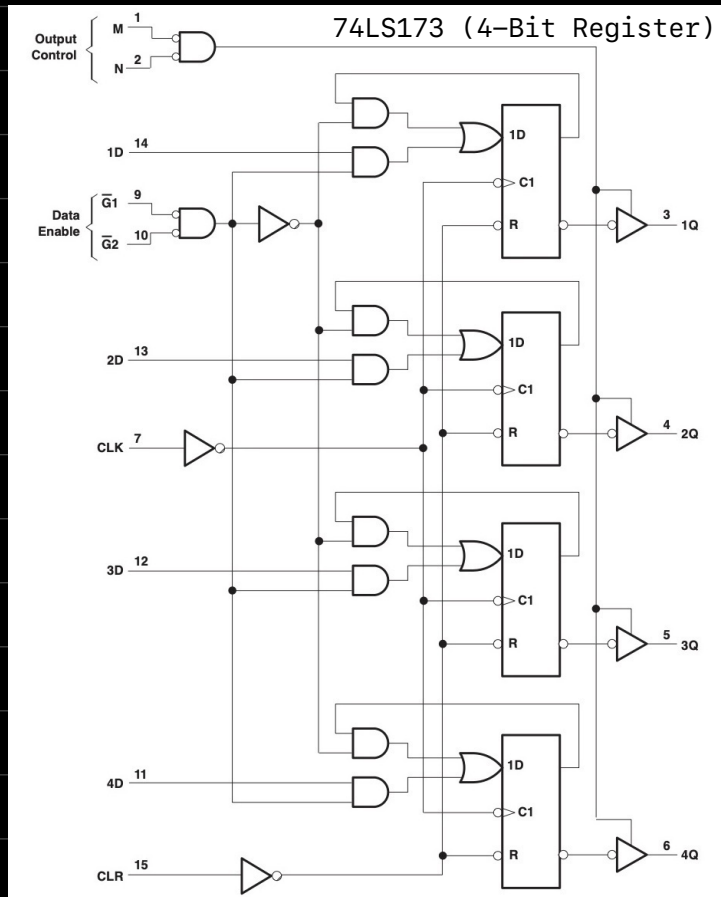 74LS173 (4–Bit Register)
Output
Control
M
1
N
2
1D
14
Data
Enable
G̅1
9
G̅2
10
1D
C1
R
3
1Q
2D
13
1D
C1
R
4
2Q
CLK
7
3D
12
1D
C1
R
5
3Q
4D
11
1D
C1
R
6
4Q
CLR
15